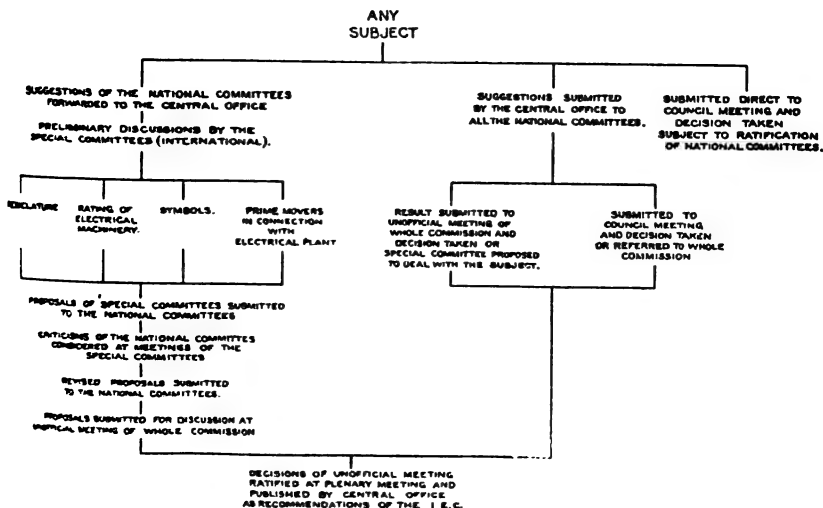 ANY
SUBJECT
SUGGESTIONS OF THE NATIONAL COMMITTEES
FORWARDED TO THE CENTRAL OFFICE
PRELIMINARY DISCUSSIONS BY THE
SPECIAL COMMITTEES (INTERNATIONAL).
SUGGESTIONS SUBMITTED
BY THE CENTRAL OFFICE TO
ALL THE NATIONAL COMMITTEES.
SUBMITTED DIRECT TO
COUNCIL MEETING AND
DECISION TAKEN
SUBJECT TO RATIFICATION
OF NATIONAL COMMITTEES.
RATING OF
ELECTRICAL
MACHINERY.
SYMBOLS.
PRIME MOVERS
IN CONNECTION
WITH
ELECTRICAL PLANT
RESULT SUBMITTED TO
UNOFFICIAL MEETING OF
WHOLE COMMISSION AND
DECISION TAKEN OR
SPECIAL COMMITTEE PROPOSED
TO DEAL WITH THE SUBJECT.
SUBMITTED TO
COUNCIL MEETING
AND DECISION TAKEN
OR REFERRED TO WHOLE
COMMISSION
PROPOSALS OF SPECIAL COMMITTEES SUBMITTED
TO THE NATIONAL COMMITTEES
CRITICISMS OF THE NATIONAL COMMITTES
CONSIDERED AT MEETINGS OF THE
SPECIAL COMMITTEES
REVISED PROPOSALS SUBMITTED
TO THE NATIONAL COMMITTEES.
PROPOSALS SUBMITTED FOR DISCUSSION AT
UNOFFICIAL MEETING OF WHOLE COMMISSION
DECISIONS OF UNOFFICIAL MEETING
RATIFIED AT PLENARY MEETING AND
PUBLISHED BY CENTRAL OFFICE
AS RECOMMENDATIONS OF THE I.E.C.